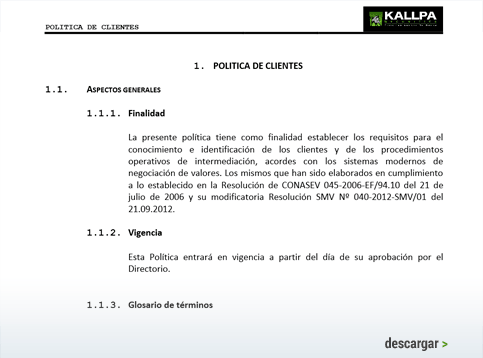 POLITICA DE CLIENTES
KALLPA
1. POLITICA DE CLIENTES
1.1. ASPECTOS GENERALES
1.1.1. Finalidad
La presente política tiene como finalidad establecer los requisitos para el
conocimiento e identificación de los clientes y de los procedimientos
operativos de intermediación, acordes con los sistemas modernos de
negociación de valores. Los mismos que han sido elaborados en cumplimiento
a lo establecido en la Resolución de CONASEV 045-2006-EF/94.10 del 21 de
julio de 2006 y su modificatoria Resolución SMV Nº 040-2012-SMV/01 del
21.09.2012.
1.1.2. Vigencia
Esta Política entrará en vigencia a partir del día de su aprobación por el
Directorio.
1.1.3. Glosario de términos
descargar >